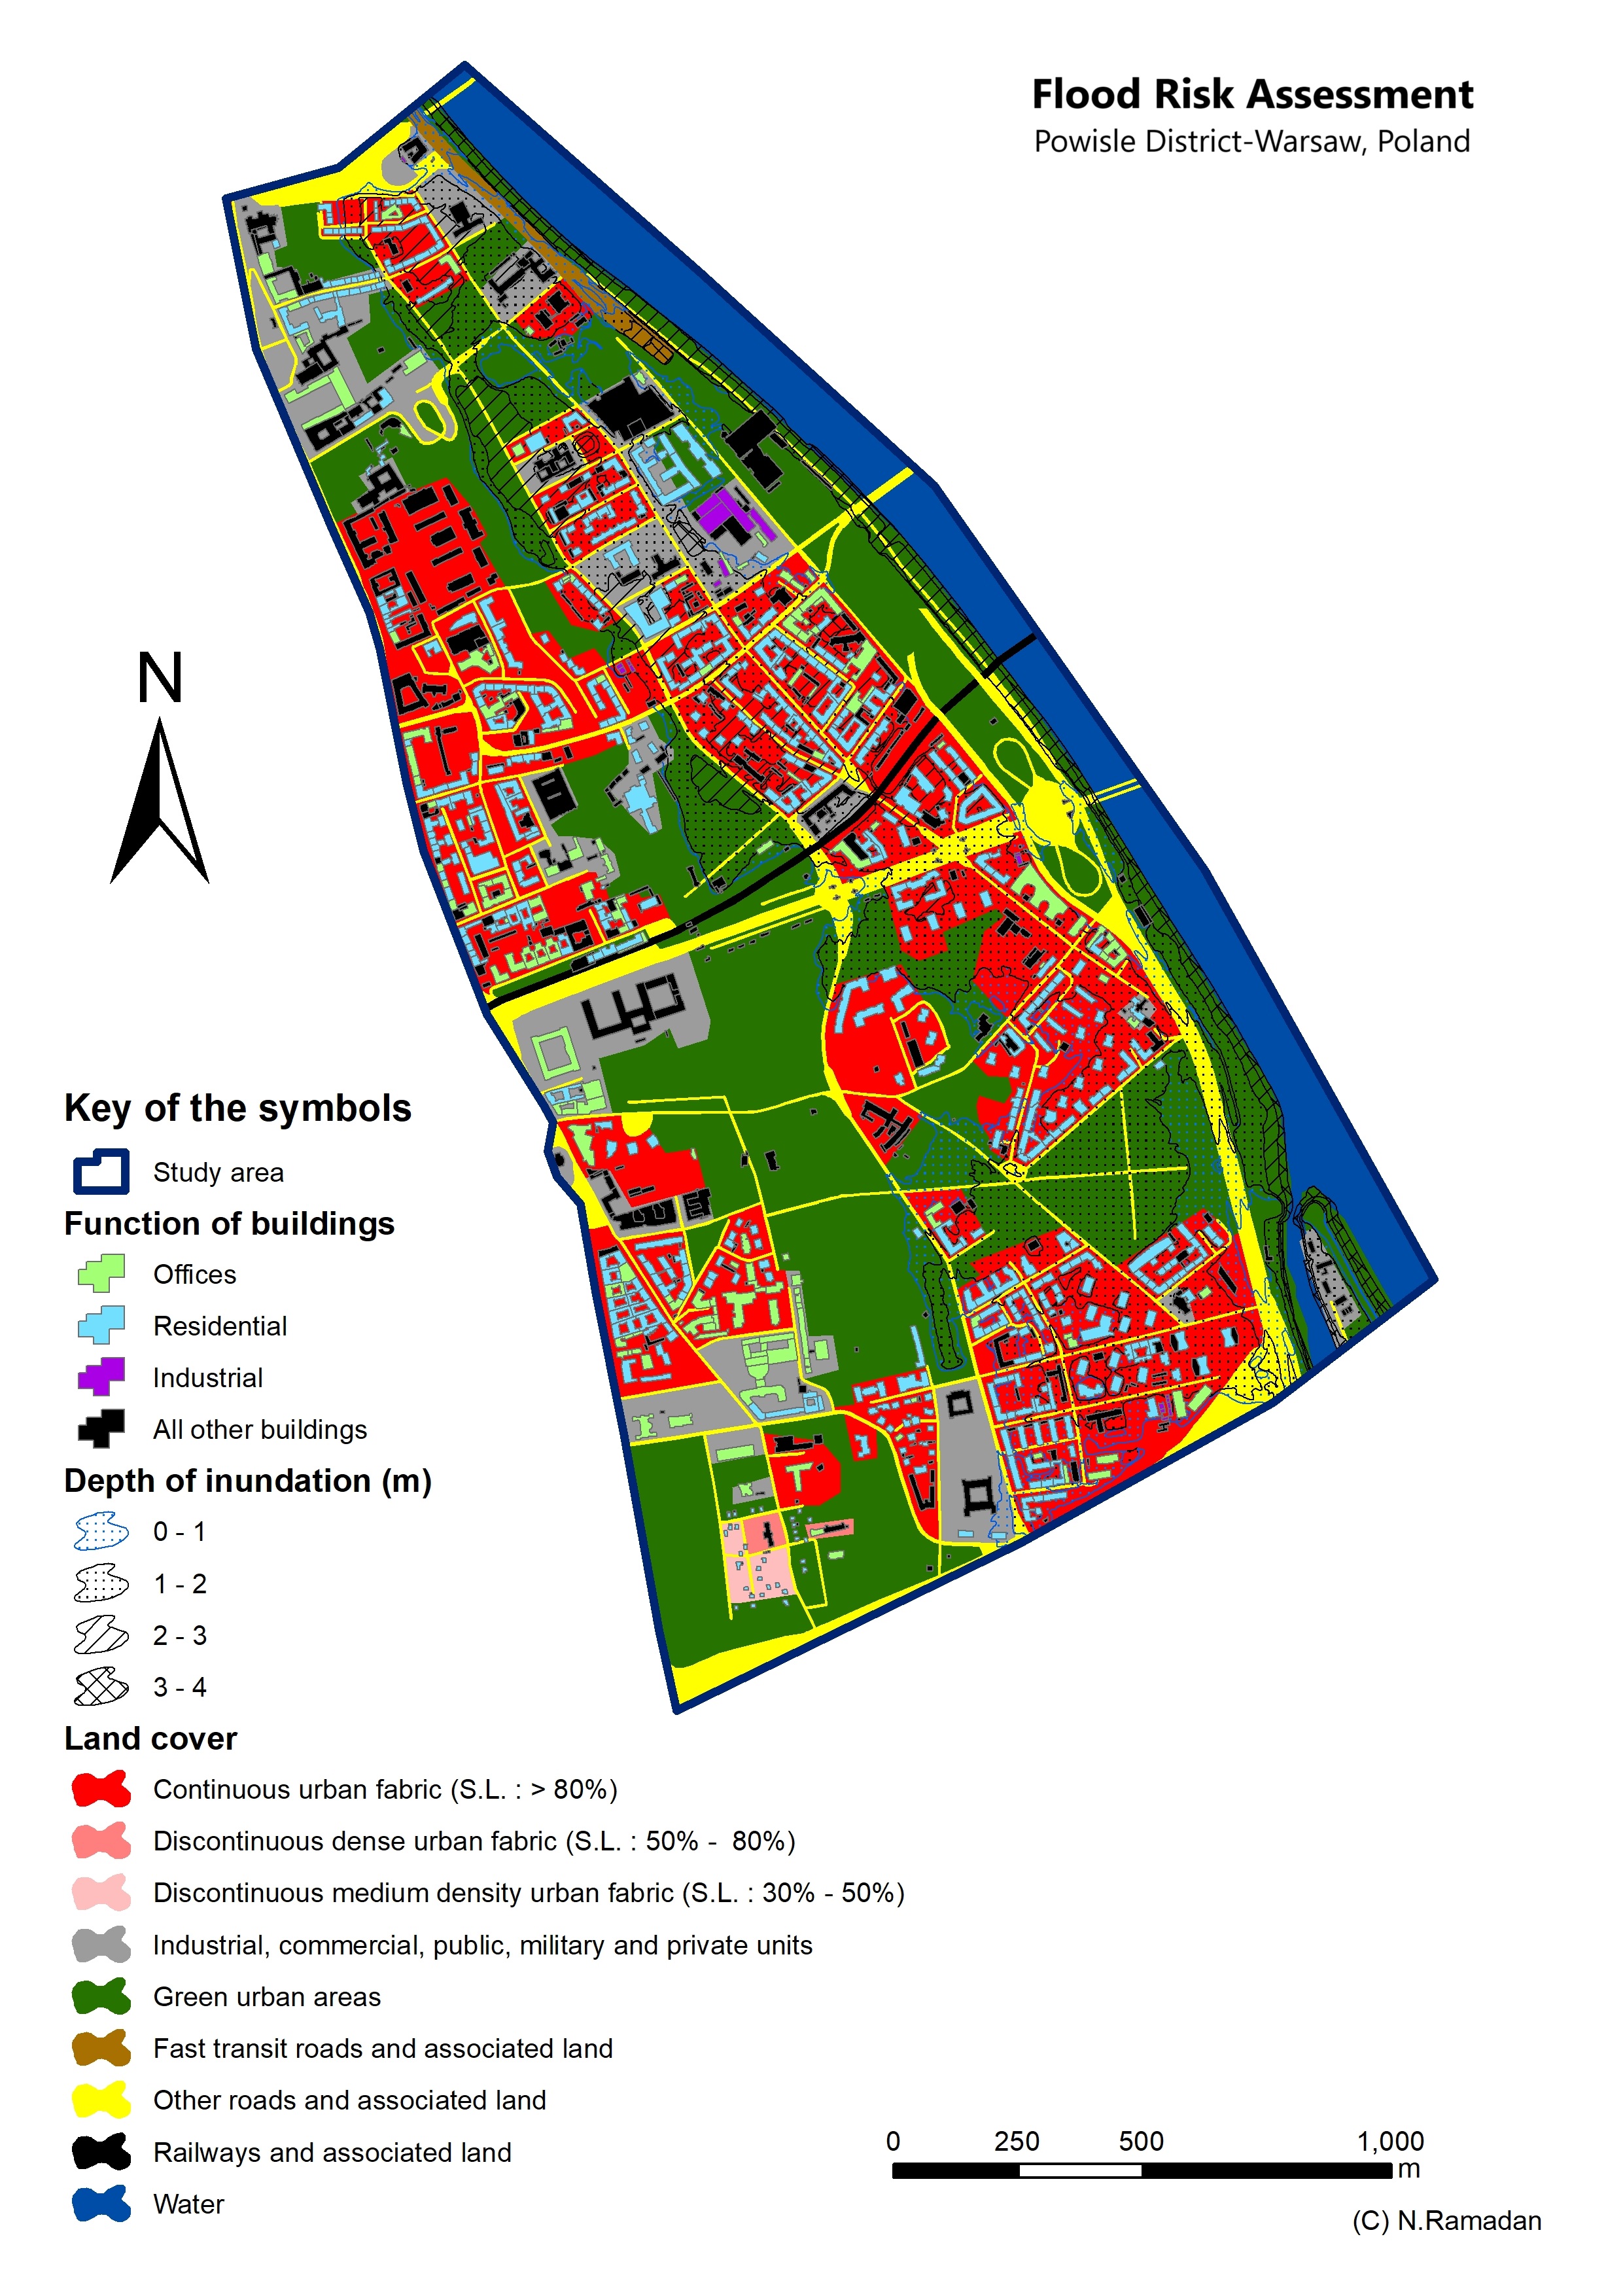 Flood Risk Assessment
Powisle District-Warsaw, Poland
N
Key of the symbols
Study area
Function of buildings
Offices
Residential
Industrial
All other buildings
Depth of inundation (m)
0 - 1
1 - 2
2 - 3
3 - 4
Land cover
Continuous urban fabric (S.L. : > 80%)
Discontinuous dense urban fabric (S.L. : 50% -  80%)
Discontinuous medium density urban fabric (S.L. : 30% - 50%)
Industrial, commercial, public, military and private units
Green urban areas
Fast transit roads and associated land
Other roads and associated land
Railways and associated land
Water
0 250 500 1,000
m
(C) N.Ramadan